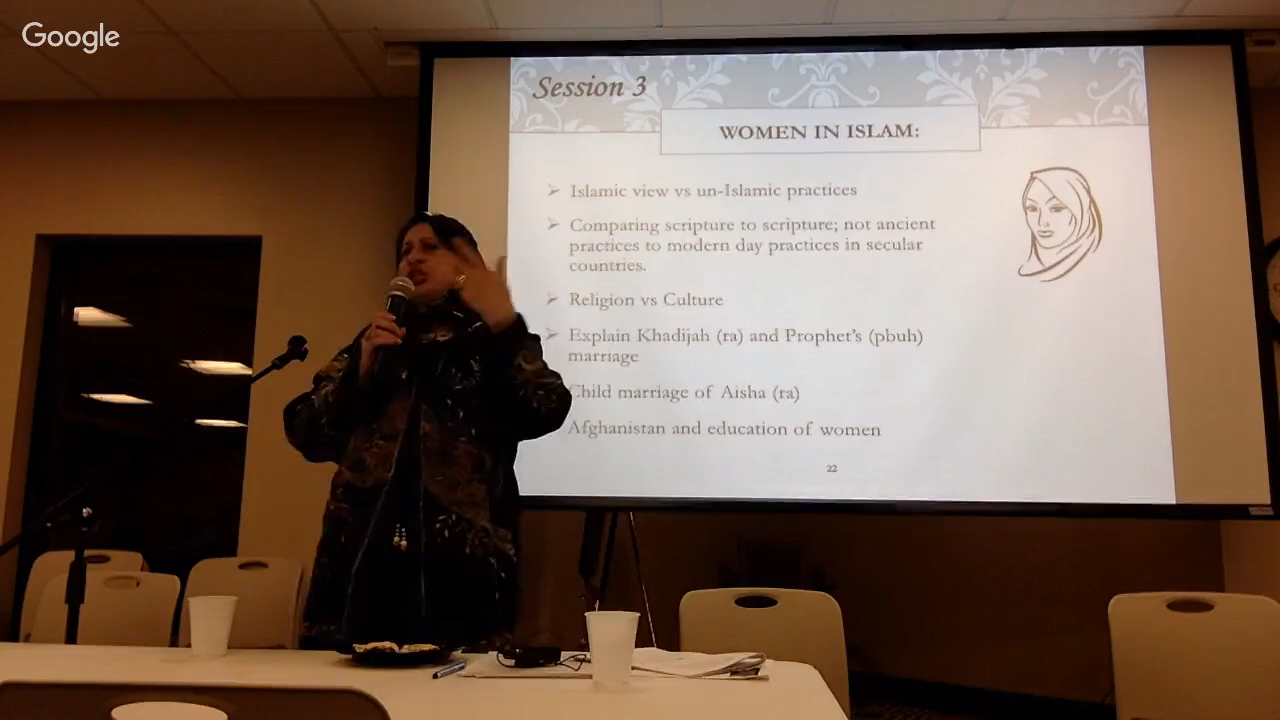 Google
Session 3
WOMEN IN ISLAM:
Islamic view vs un-Islamic practices
Comparing scripture to scripture; not ancient
practices to modern day practices in secular
countries.
Religion vs Culture
Explain Khadijah (ra) and Prophet's (pbuh)
marriage
Child marriage of Aisha (ra)
Afghanistan and education of women
22